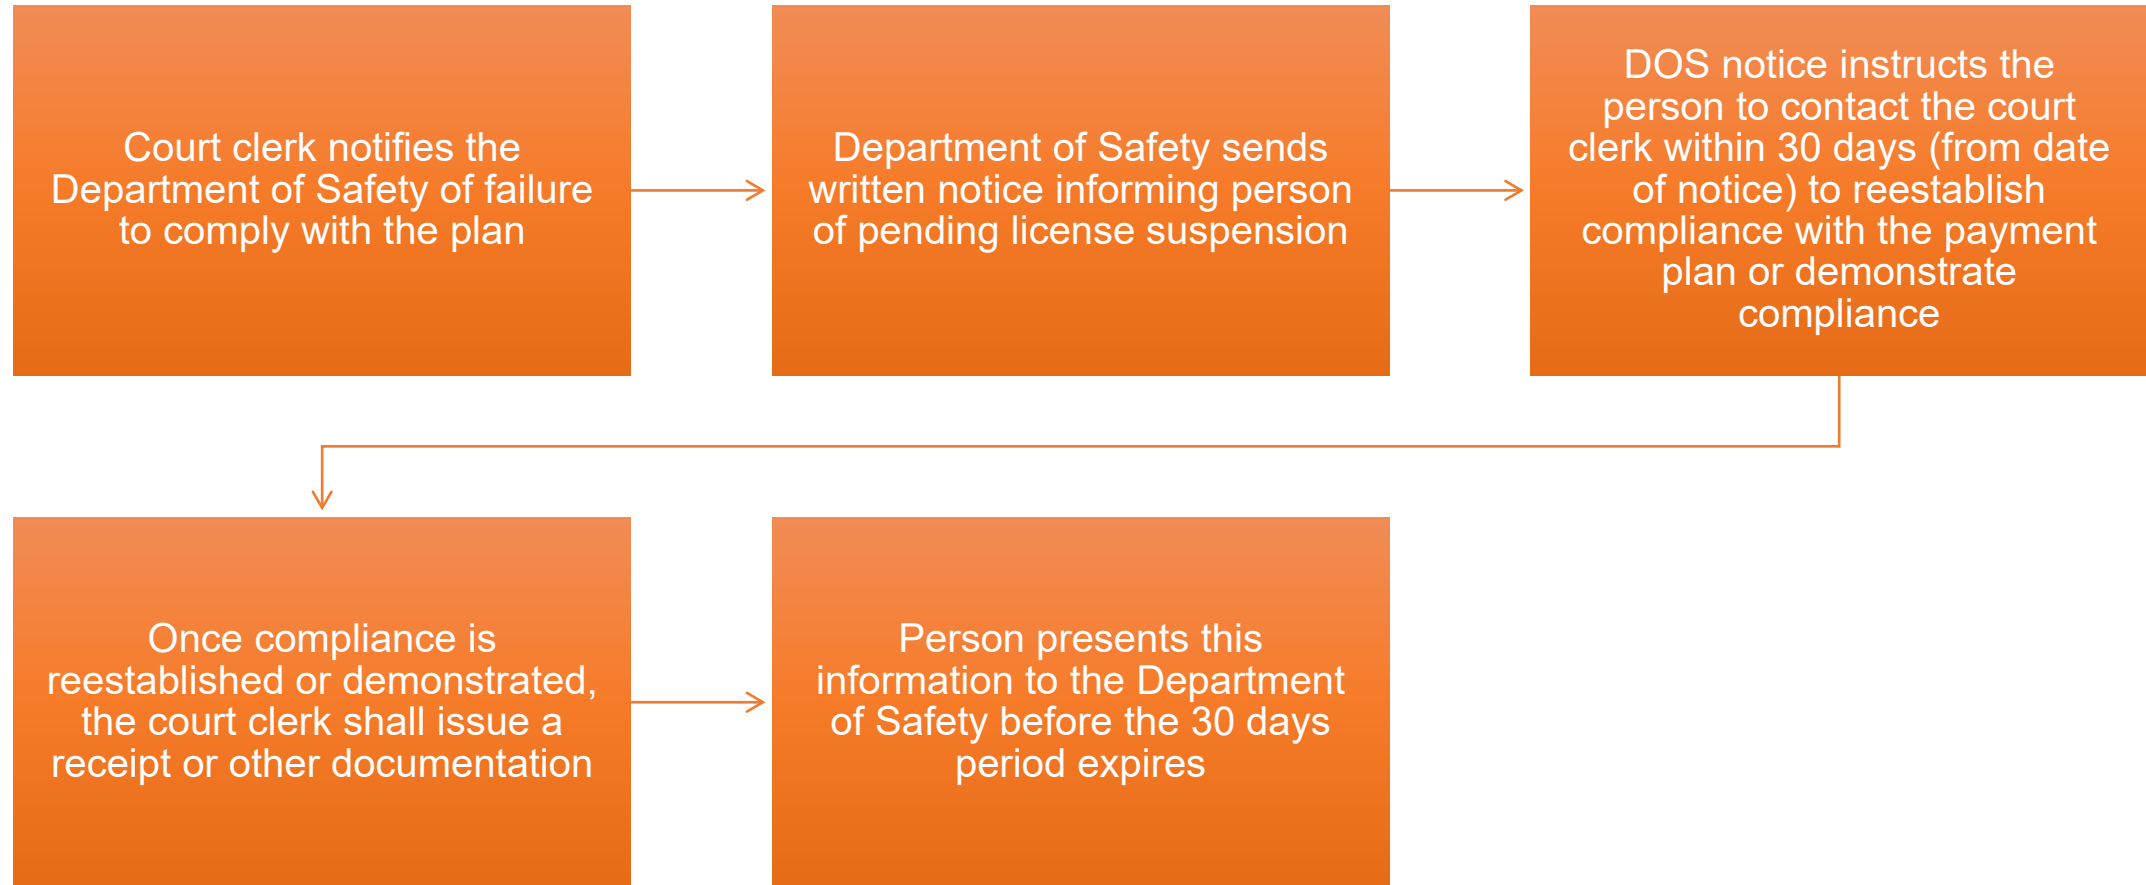 Court clerk notifies the
Department of Safety of failure
to comply with the plan
Department of Safety sends
written notice informing person
of pending license suspension
DOS notice instructs the
person to contact the court
clerk within 30 days (from date
of notice) to reestablish
compliance with the payment
plan or demonstrate
compliance
Once compliance is
reestablished or demonstrated,
the court clerk shall issue a
receipt or other documentation
Person presents this
information to the Department
of Safety before the 30 days
period expires